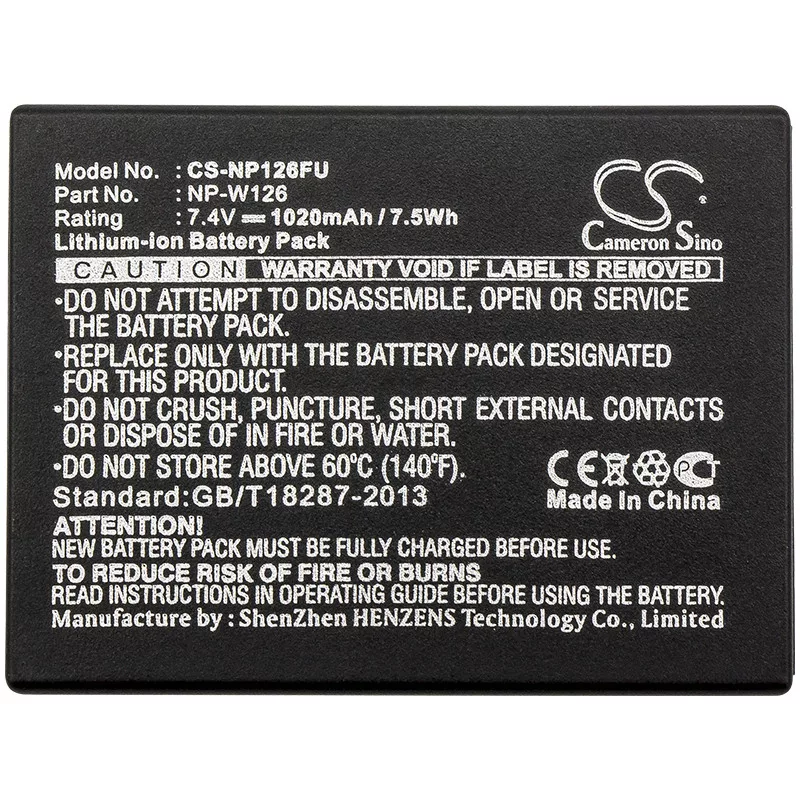 Model No. : CS-NP126FU
Part No. : NP-W126
Rating : 7.4V 1020mAh / 7.5Wh
Lithium-ion Battery Pack
CS
Cameron Sino
CAUTION WARRANTY VOID IF LABEL IS REMOVED
•DO NOT ATTEMPT TO DISASSEMBLE, OPEN OR SERVICE
THE BATTERY PACK.
•REPLACE ONLY WITH THE BATTERY PACK DESIGNATED
FOR THIS PRODUCT.
•DO NOT CRUSH, PUNCTURE, SHORT EXTERNAL CONTACTS
OR DISPOSE OF IN FIRE OR WATER.
•DO NOT STORE ABOVE 60°C (140°F).
Standard:GB/T18287-2013
CE PCT
Made In China
ATTENTION!
NEW BATTERY PACK MUST BE FULLY CHARGED BEFORE USE.
TO REDUCE RISK OF FIRE OR BURNS
READ INSTRUCTIONS IN OPERATING GUIDE BEFORE USING THE BATTERY.
Manufacture by : ShenZhen HENZENS Technology Co., Limited